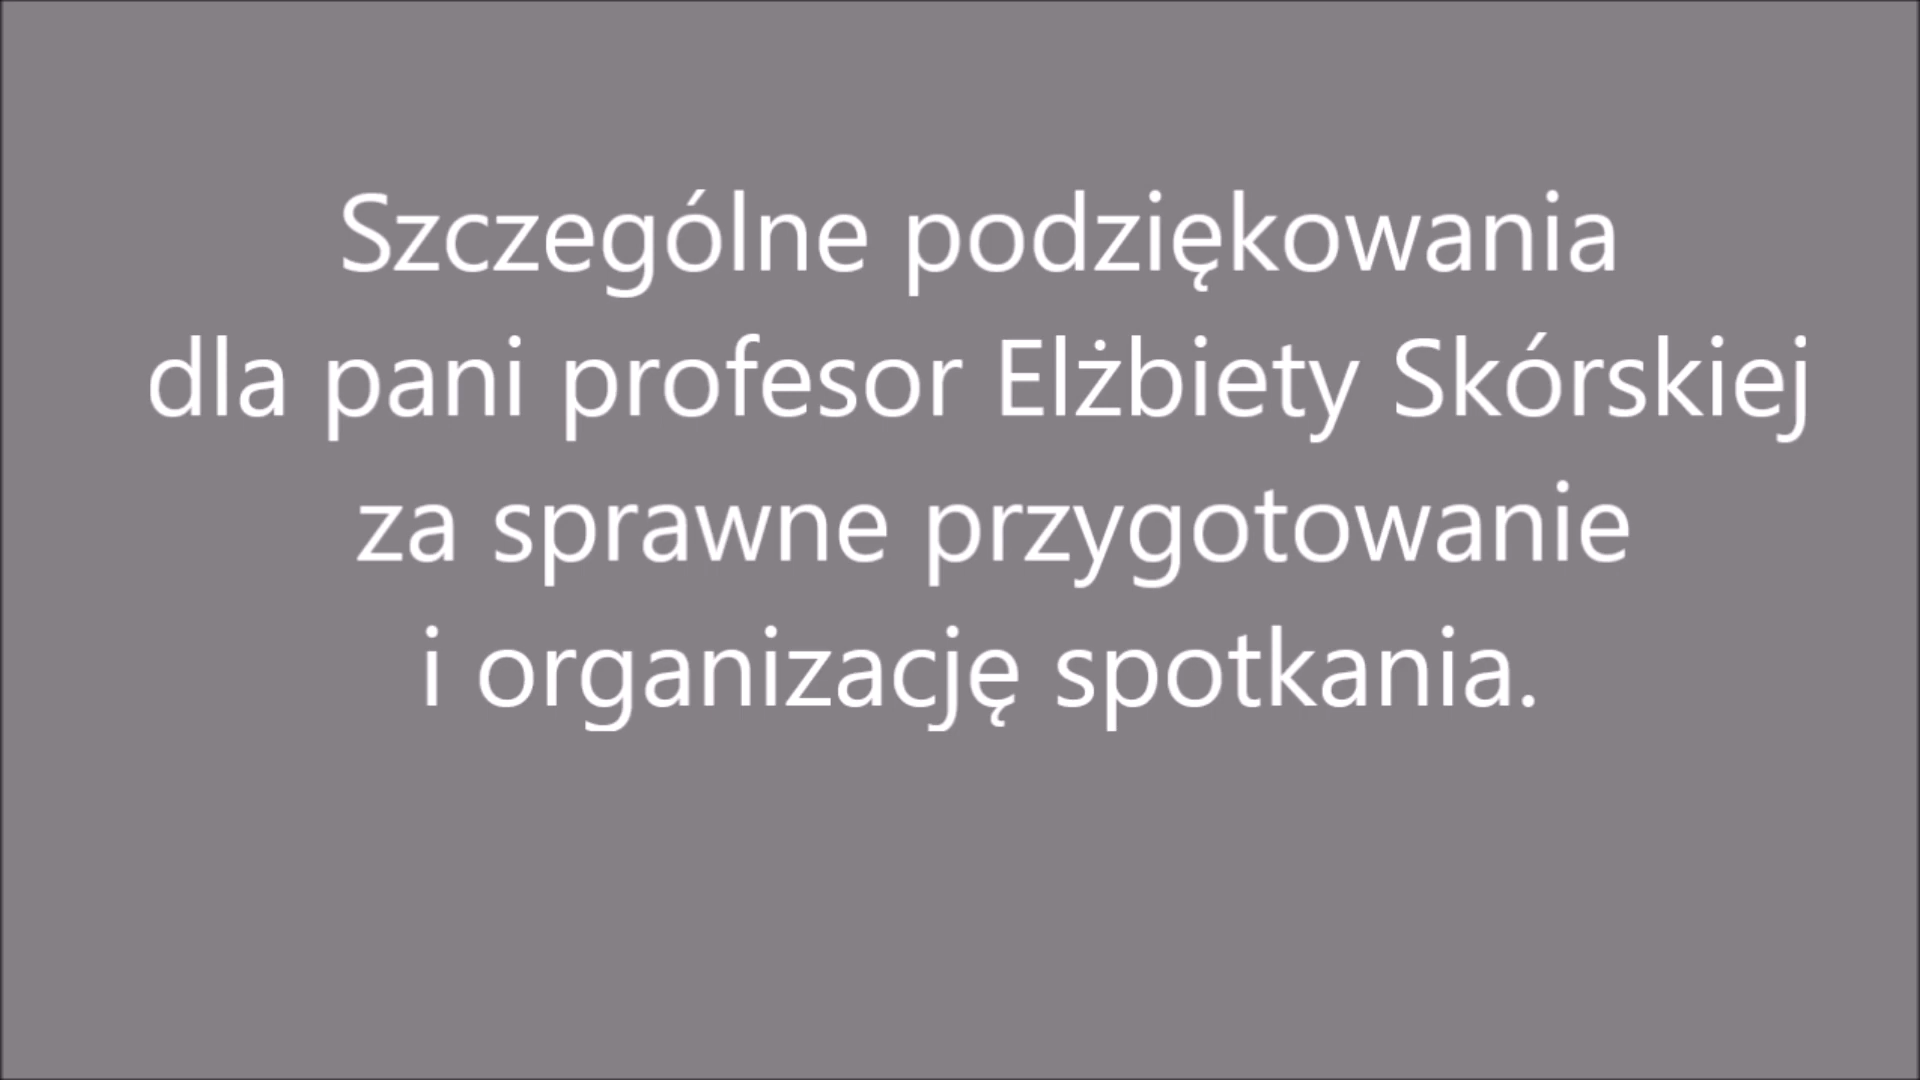 Szczególne podziękowania
dla pani profesor Elżbiety Skórskiej
za sprawne przygotowanie
i organizację spotkania.